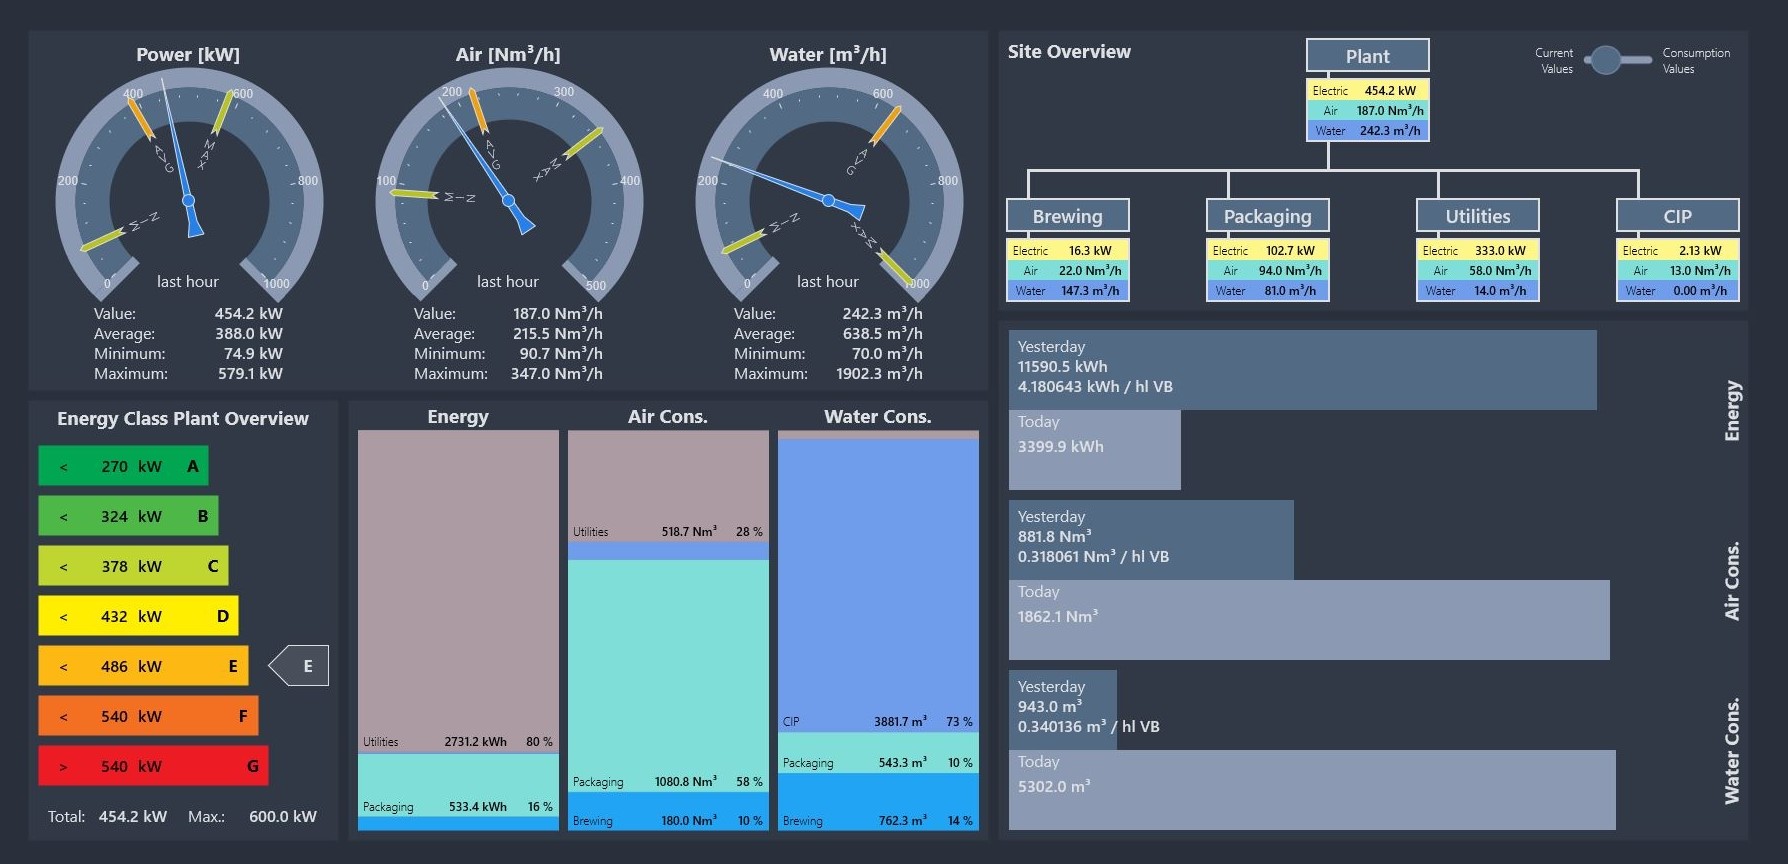 Power [kW]
200
400
600
800
0
1000
MIN
AVG
MAX
last hour
Value: 454.2 kW
Average: 388.0 kW
Minimum: 74.9 kW
Maximum: 579.1 kW
Air [Nm³/h]
100
200
300
400
0
500
MIN
AVG
MAX
last hour
Value: 187.0 Nm³/h
Average: 215.5 Nm³/h
Minimum: 90.7 Nm³/h
Maximum: 347.0 Nm³/h
Water [m³/h]
200
400
600
800
0
1000
MIN
AVG
MAX
last hour
Value: 242.3 m³/h
Average: 638.5 m³/h
Minimum: 70.0 m³/h
Maximum: 1902.3 m³/h
Site Overview
Current
Values
Consumption
Values
Plant
Electric 454.2 kW
Air 187.0 Nm³/h
Water 242.3 m³/h
Brewing
Electric 16.3 kW
Air 22.0 Nm³/h
Water 147.3 m³/h
Packaging
Electric 102.7 kW
Air 94.0 Nm³/h
Water 81.0 m³/h
Utilities
Electric 333.0 kW
Air 58.0 Nm³/h
Water 14.0 m³/h
CIP
Electric 2.13 kW
Air 13.0 Nm³/h
Water 0.00 m³/h
Energy Class Plant Overview
< 270 kW A
< 324 kW B
< 378 kW C
< 432 kW D
< 486 kW E
E
< 540 kW F
> 540 kW G
Total: 454.2 kW Max.: 600.0 kW
Energy
Utilities 2731.2 kWh 80 %
Packaging 533.4 kWh 16 %
Air Cons.
Utilities 518.7 Nm³ 28 %
Packaging 1080.8 Nm³ 58 %
Brewing 180.0 Nm³ 10 %
Water Cons.
CIP 3881.7 m³ 73 %
Packaging 543.3 m³ 10 %
Brewing 762.3 m³ 14 %
Yesterday
11590.5 kWh
4.180643 kWh / hl VB
Today
3399.9 kWh
Energy
Yesterday
881.8 Nm³
0.318061 Nm³ / hl VB
Today
1862.1 Nm³
Air Cons.
Yesterday
943.0 m³
0.340136 m³ / hl VB
Today
5302.0 m³
Water Cons.